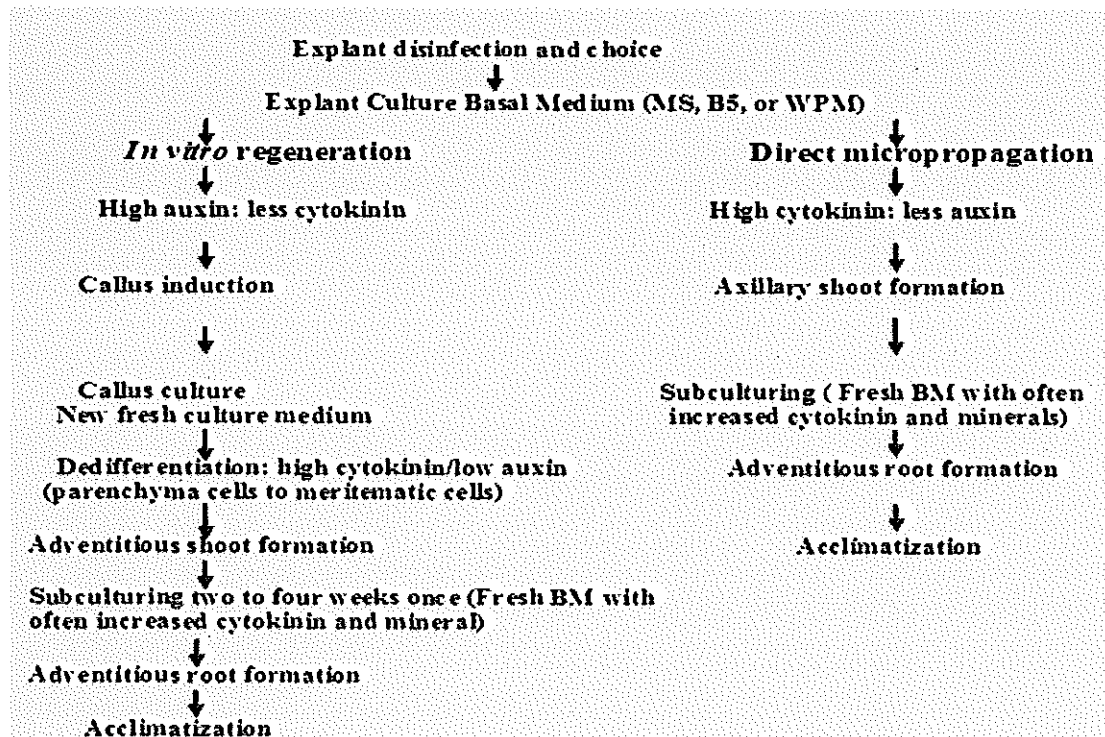 Explant disinfection and choice
Explant Culture Basal Medium (MS, B5, or WPM)
In vitro regeneration
High auxin: less cytokinin
Callus induction
Callus culture
New fresh culture medium
Dedifferentiation: high cytokinin/low auxin
(parenchyma cells to meritematic cells)
Adventitious shoot formation
Subculturing two to four weeks once (Fresh BM with
often increased cytokinin and mineral)
Adventitious root formation
Acclimatization
Direct micropropagation
High cytokinin: less auxin
Axillary shoot formation
Subculturing ( Fresh BM with often
increased cytokinin and minerals)
Adventitious root formation
Acclimatization